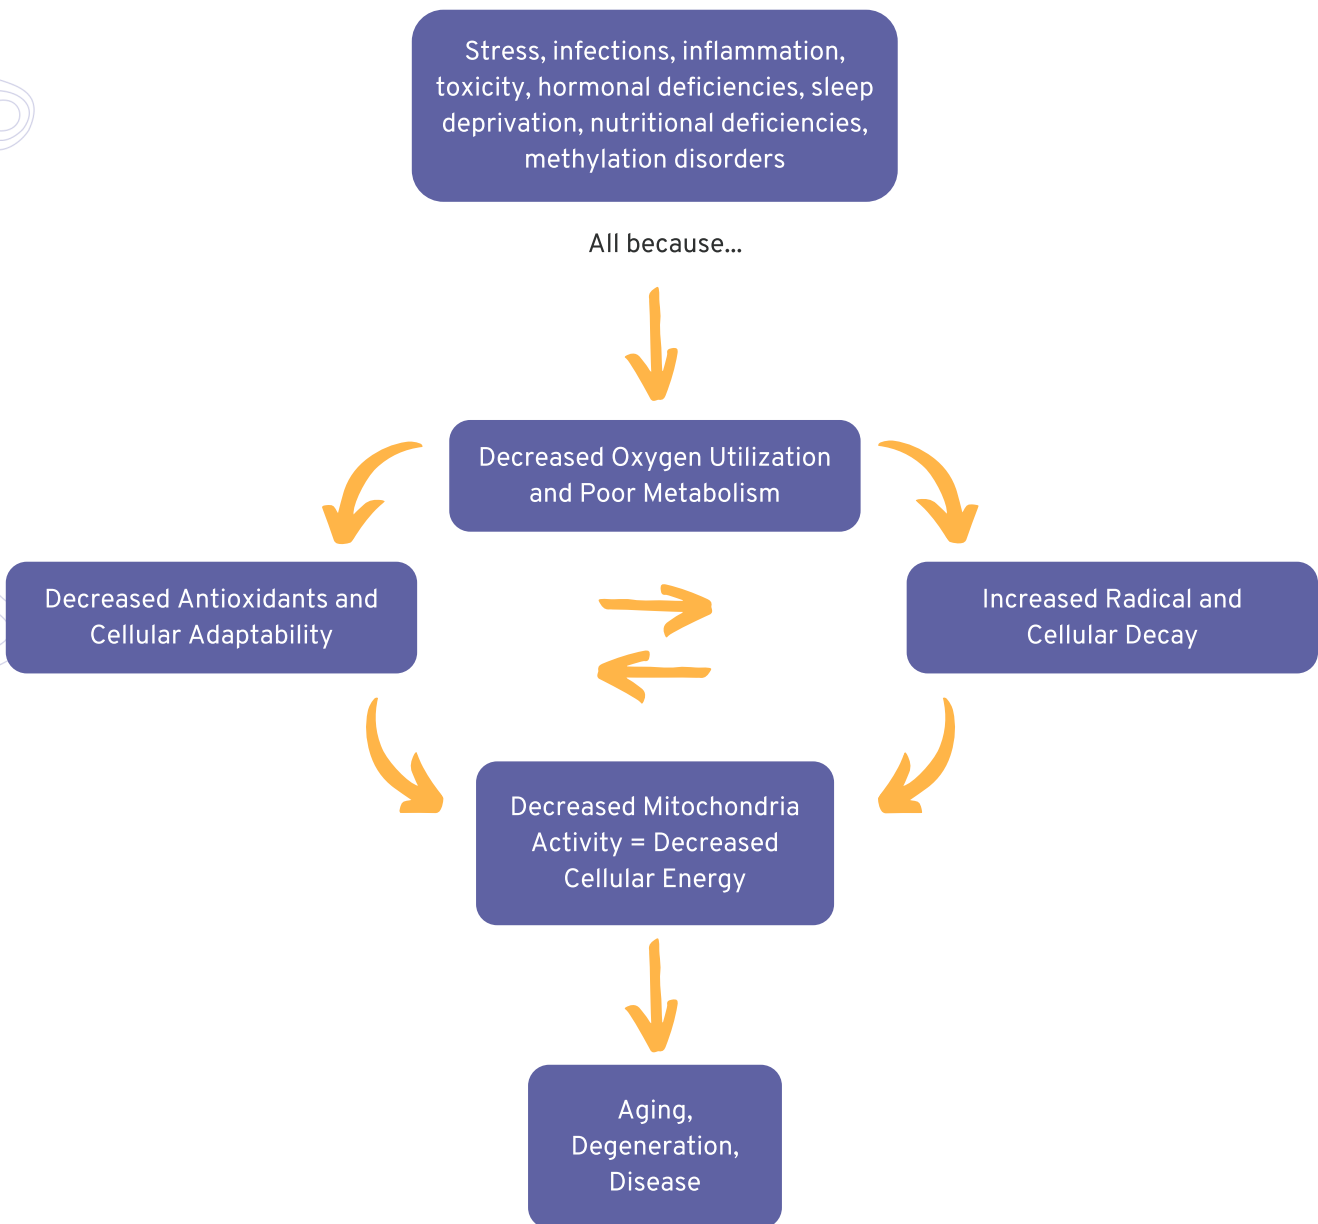 Stress, infections, inflammation,
toxicity, hormonal deficiencies, sleep
deprivation, nutritional deficiencies,
methylation disorders
All because...
Decreased Oxygen Utilization
and Poor Metabolism
Decreased Antioxidants and
Cellular Adaptability
Increased Radical and
Cellular Decay
Decreased Mitochondria
Activity = Decreased
Cellular Energy
Aging,
Degeneration,
Disease